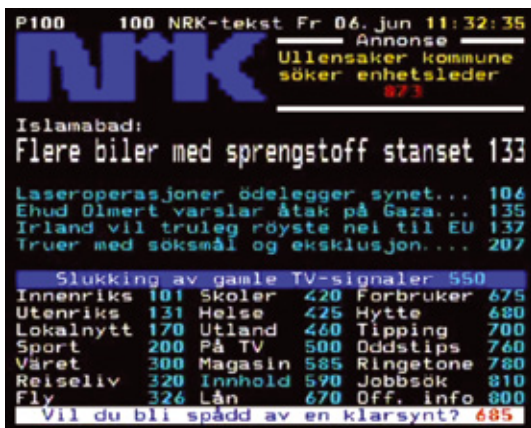 P100 100 NRK-tekst Fr 06.jun 11:32:35
NRK
Annonse
Ullensaker kommune
söker enhetsleder
873
Islamabad:
Flere biler med sprengstoff stanset 133
Laseroperasjoner ödelegger synet... 106
Ehud Olmert varslar åtak på Gaza... 135
Irland vil truleg röyste nei til EU 137
Truer med söksmål og eksklusjon.... 207
Slukking av gamle TV-signaler 550
Innenriks 101 Skoler 420 Forbruker 675
Utenriks 131 Helse 425 Hytte 680
Lokalnytt 170 Utland 460 Tipping 700
Sport 200 På TV 500 Oddstips 760
Været 300 Magasin 585 Ringetone 780
Reiseliv 320 Innhold 590 Jobbsök 810
Fly 326 Lån 670 Off. info 800
Vil du bli spådd av en klarsynt? 685